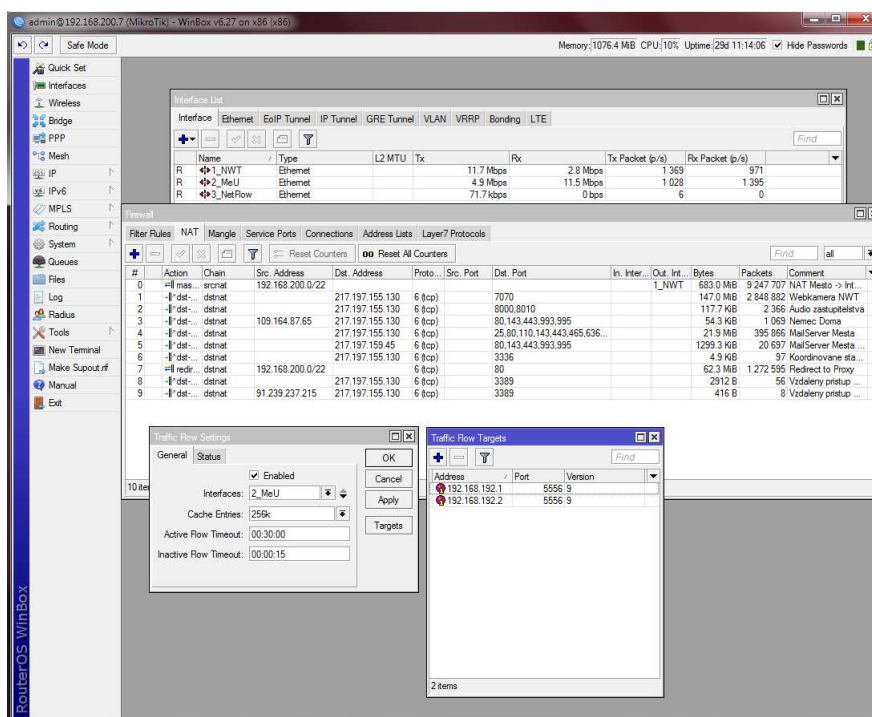 admin@192.168.200.7 (MikroTik) - WinBox v6.27 on x86 (x86)
Safe Mode
Memory: 1076.4 MiB CPU: 10% Uptime: 29d 11:14:06 Hide Passwords
Quick Set
Interfaces
Wireless
Bridge
PPP
Mesh
IP
IPv6
MPLS
Routing
System
Queues
Files
Log
Radius
Tools
New Terminal
Make Supout.rif
Manual
Exit
RouterOS WinBox
Interface List
Interface Ethernet EoIP Tunnel IP Tunnel GRE Tunnel VLAN VRRP Bonding LTE
Find
Name / Type L2 MTU Tx Rx Tx Packet (p/s) Rx Packet (p/s)
R 1_NWT Ethernet 11.7 Mbps 2.8 Mbps 1 369 971
R 2_MeU Ethernet 4.9 Mbps 11.5 Mbps 1 028 1 395
R 3_NetFlow Ethernet 71.7 kbps 0 bps 6 0
Firewall
Filter Rules NAT Mangle Service Ports Connections Address Lists Layer7 Protocols
Reset Counters 00 Reset All Counters Find all
# Action Chain Src. Address Dst. Address Proto... Src. Port Dst. Port In. Inter... Out. Int... Bytes Packets Comment
0 mas... srcnat 192.168.200.0/22 1_NWT 683.0 MiB 9 247 707 NAT Mesto -> Int...
1 dst-... dstnat 217.197.155.130 6 (tcp) 7070 147.0 MiB 2 848 882 Webkamera NWT
2 dst-... dstnat 217.197.155.130 6 (tcp) 8000,8010 117.7 KiB 2 366 Audio zastupitelstva
3 dst-... dstnat 109.164.87.65 217.197.155.130 6 (tcp) 80,143,443,993,995 54.3 KiB 1 069 Nemec Doma
4 dst-... dstnat 217.197.155.130 6 (tcp) 25,80,110,143,443,465,636... 21.9 MiB 395 866 MailServer Mesta
5 dst-... dstnat 217.197.159.45 6 (tcp) 80,143,443,993,995 1299.3 KiB 20 697 MailServer Mesta ...
6 dst-... dstnat 217.197.155.130 6 (tcp) 3336 4.9 KiB 97 Koordinovane sta...
7 redir... dstnat 192.168.200.0/22 6 (tcp) 80 62.3 MiB 1 272 595 Redirect to Proxy
8 dst-... dstnat 217.197.155.130 6 (tcp) 3389 2912 B 56 Vzdaleny pristup ...
9 dst-... dstnat 91.239.237.215 217.197.155.130 6 (tcp) 3389 416 B 8 Vzdaleny pristup ...
Traffic Flow Settings
General Status
Enabled
Interfaces: 2_MeU
Cache Entries: 256k
Active Flow Timeout: 00:30:00
Inactive Flow Timeout: 00:00:15
OK
Cancel
Apply
Targets
Traffic Flow Targets
Find
Address / Port Version
192.168.192.1 5556 9
192.168.192.2 5556 9
2 items